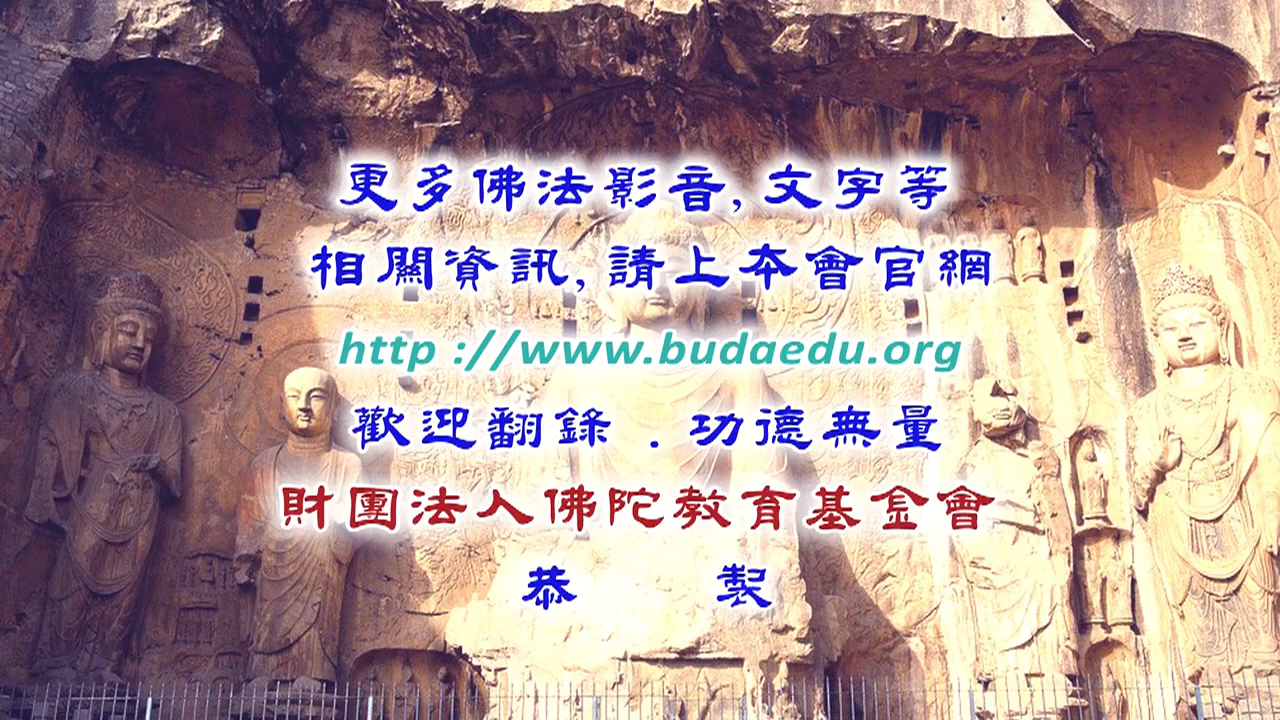 更多佛法影音,文字等
相關資訊,請上本會官網
http ://www.budaedu.org
歡迎翻錄 . 功德無量
財團法人佛陀教育基金會
恭 製